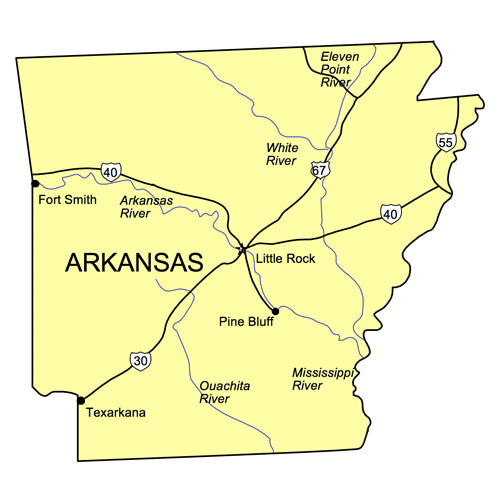 Eleven
Point
River
55
White
River
67
40
Fort Smith
Arkansas
River
40
ARKANSAS
Little Rock
Pine Bluff
30
Mississippi
River
Ouachita
River
Texarkana